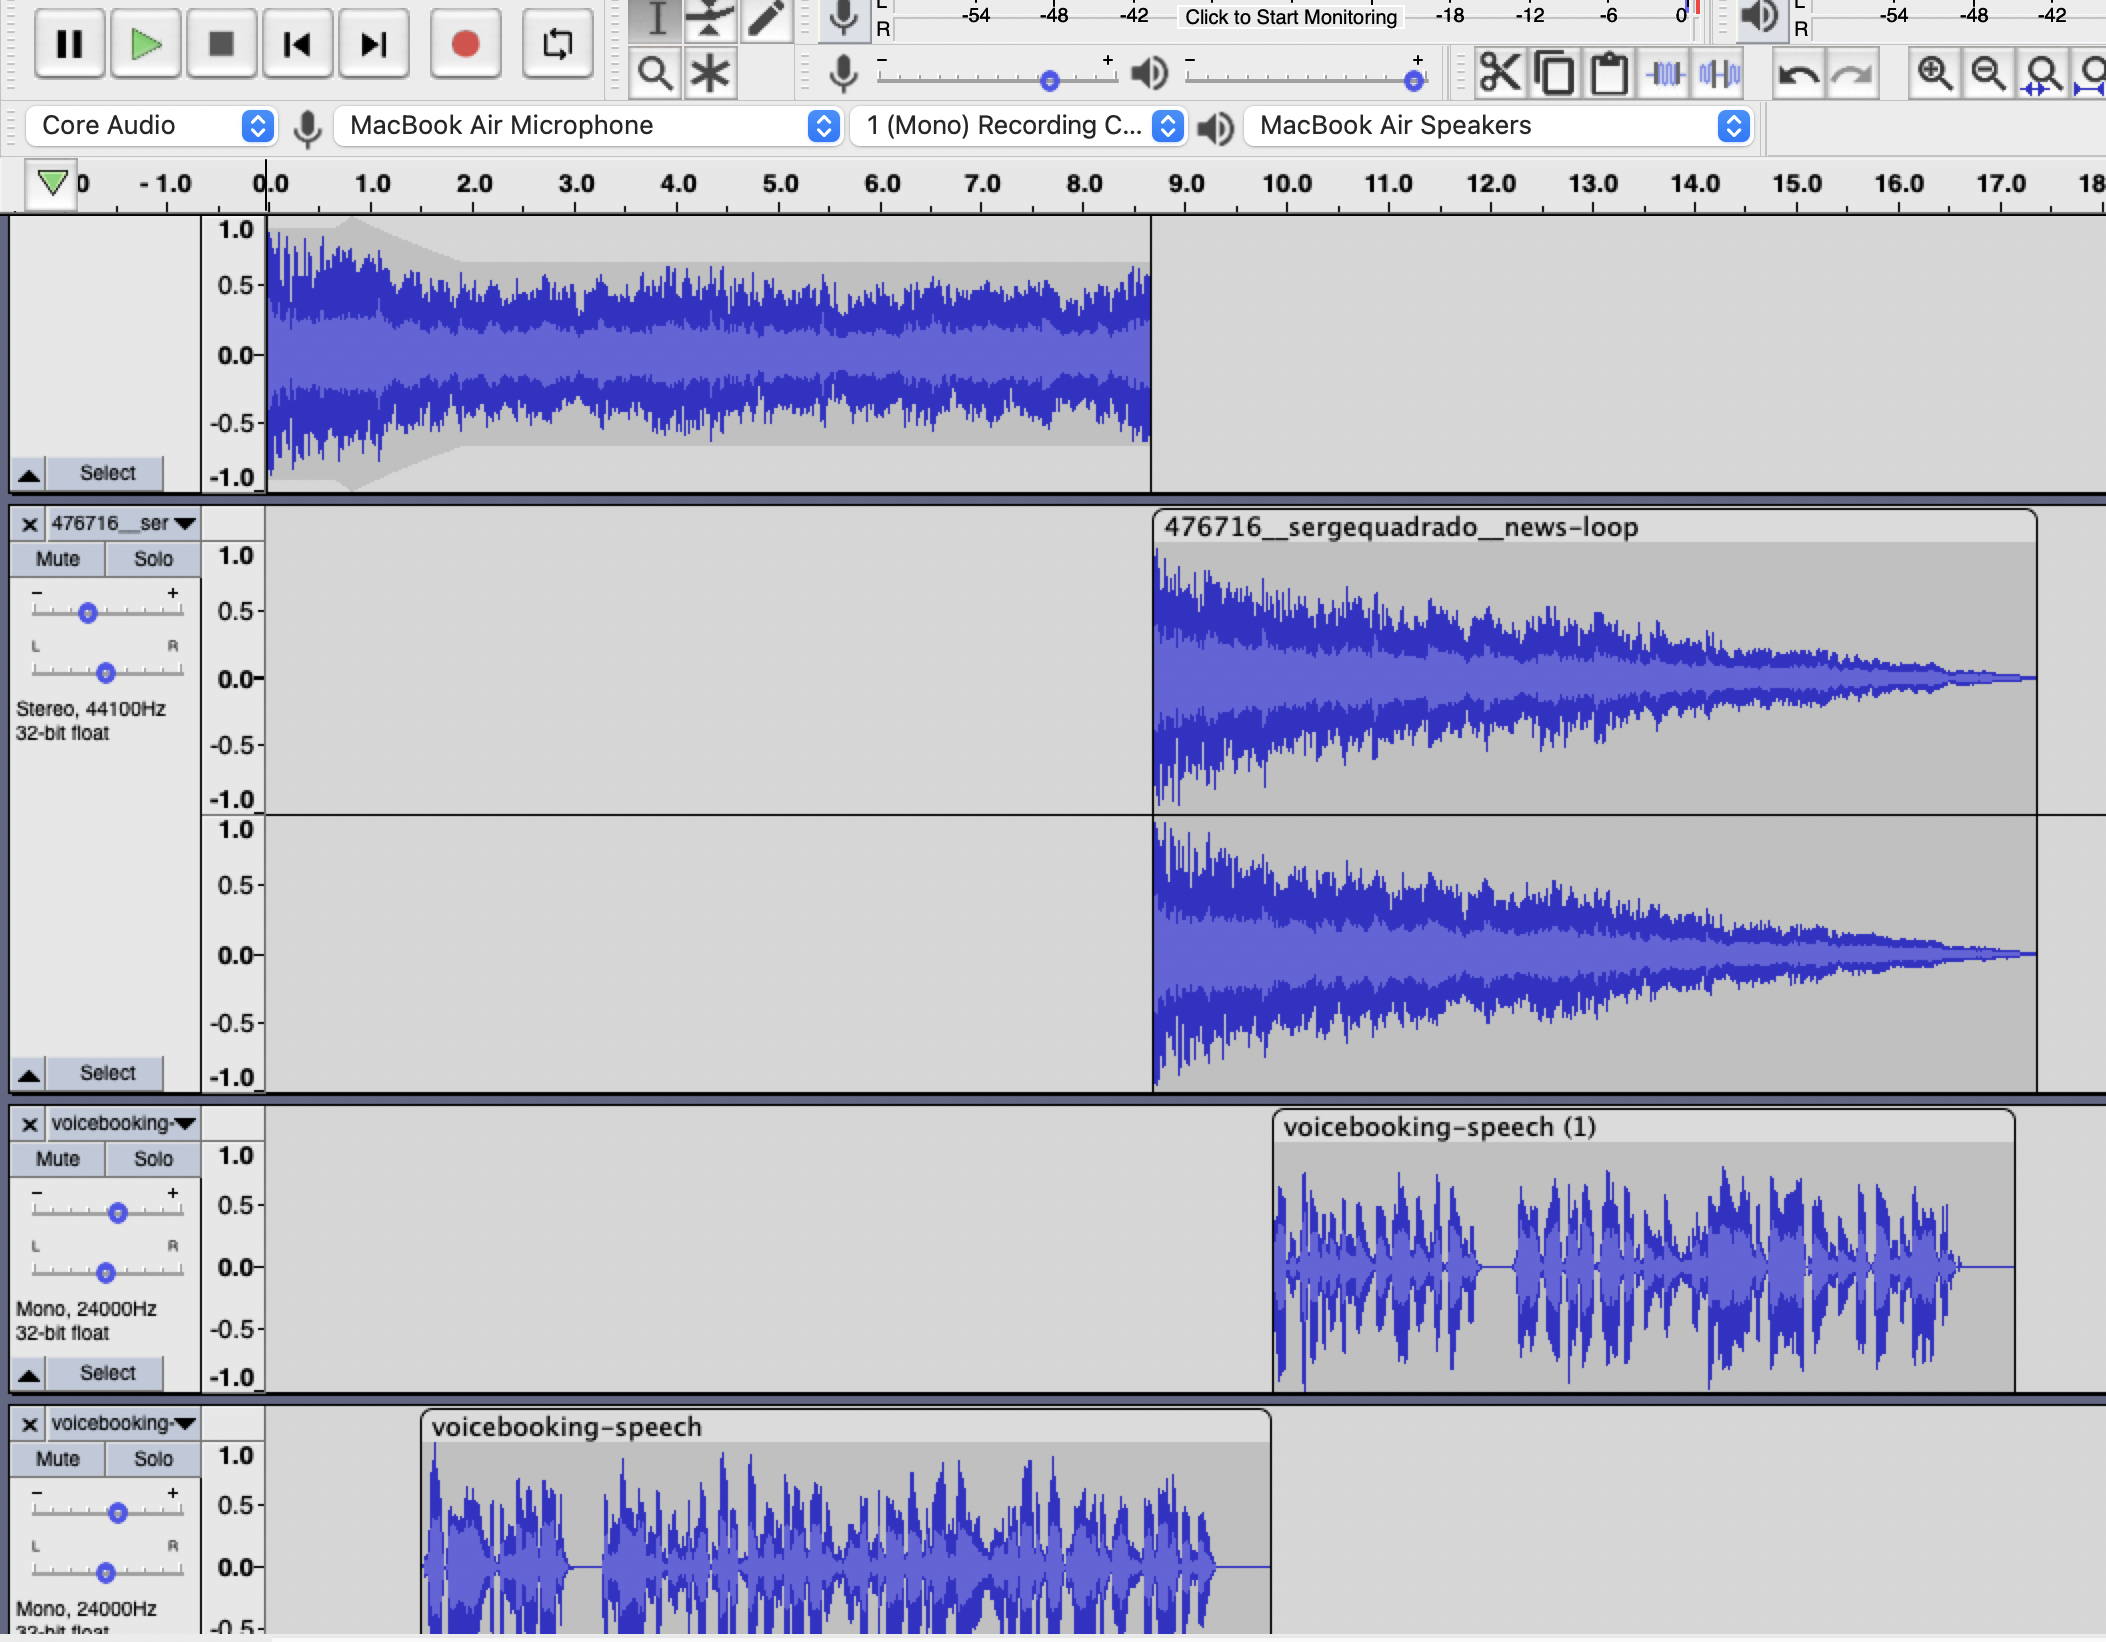 L
R
-54 -48 -42 Click to Start Monitoring -18 -12 -6 0
L
R
-54 -48 -42
- + - +
Core Audio MacBook Air Microphone 1 (Mono) Recording C... MacBook Air Speakers
0 -1.0 0.0 1.0 2.0 3.0 4.0 5.0 6.0 7.0 8.0 9.0 10.0 11.0 12.0 13.0 14.0 15.0 16.0 17.0 18
1.0
0.5
0.0
-0.5
-1.0
Select
476716__ser
476716__sergequadrado__news-loop
Mute Solo
- +
L R
Stereo, 44100Hz
32-bit float
1.0
0.5
0.0
-0.5
-1.0
1.0
0.5
0.0
-0.5
-1.0
Select
voicebooking-
voicebooking-speech (1)
Mute Solo
- +
L R
Mono, 24000Hz
32-bit float
1.0
0.5
0.0
-0.5
-1.0
Select
voicebooking-
voicebooking-speech
Mute Solo
- +
L R
Mono, 24000Hz
32-bit float
1.0
0.5
0.0
-0.5